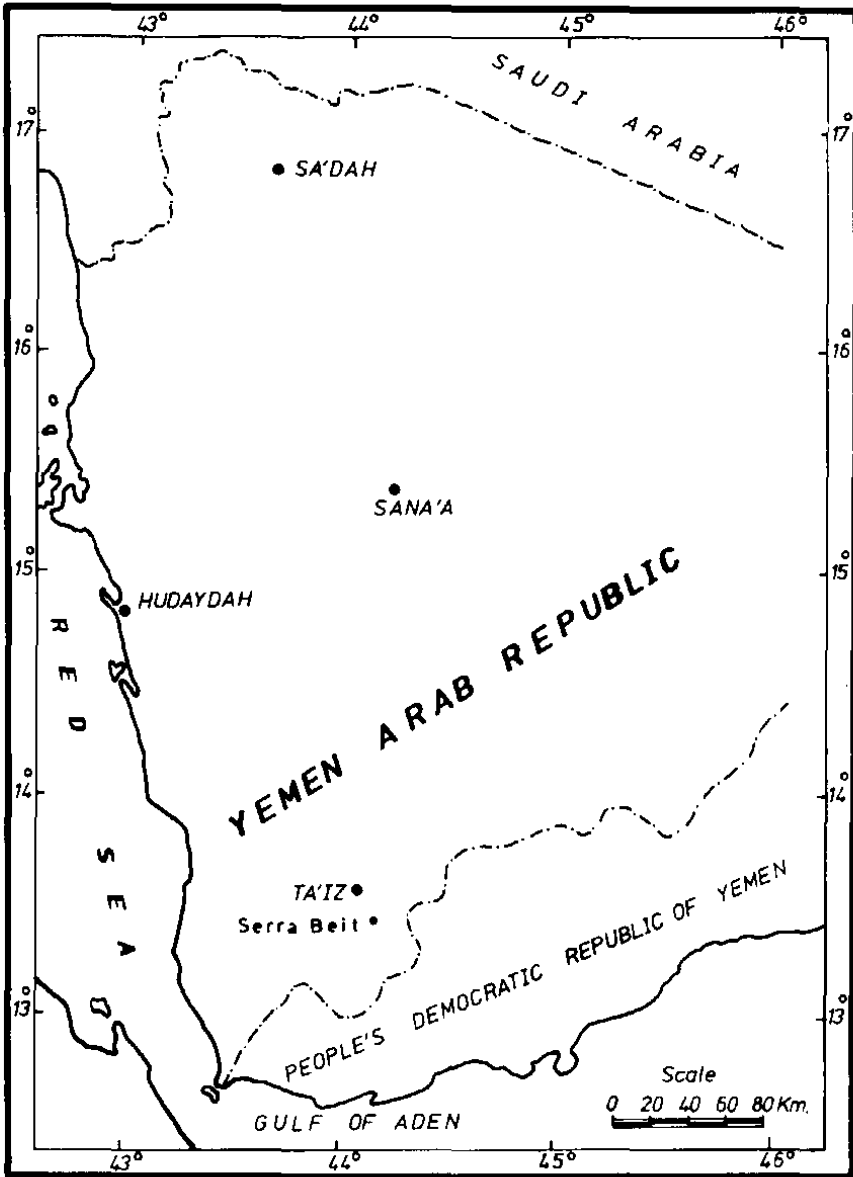 43° 44° 45° 46°
SAUDI ARABIA
17° 17°
SA'DAH
16° 16°
SANA'A
15° 15°
HUDAYDAH
RED SEA
YEMEN ARAB REPUBLIC
14° 14°
TA'IZ
Serra Beit
PEOPLE'S DEMOCRATIC REPUBLIC OF YEMEN
13° 13°
Scale
0 20 40 60 80 Km.
GULF OF ADEN
43° 44° 45° 46°